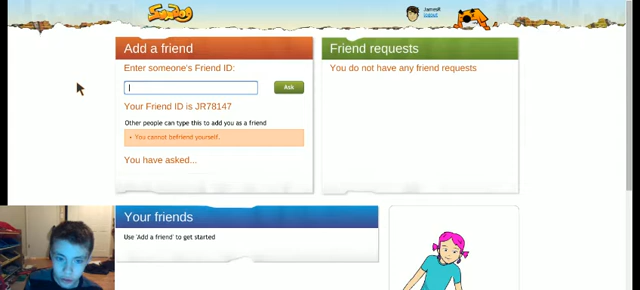 SumDog
JamesR
logout
Add a friend
Enter someone's Friend ID:
Ask
Your Friend ID is JR78147
Other people can type this to add you as a friend
• You cannot befriend yourself.
You have asked...
Friend requests
You do not have any friend requests
Your friends
Use 'Add a friend' to get started